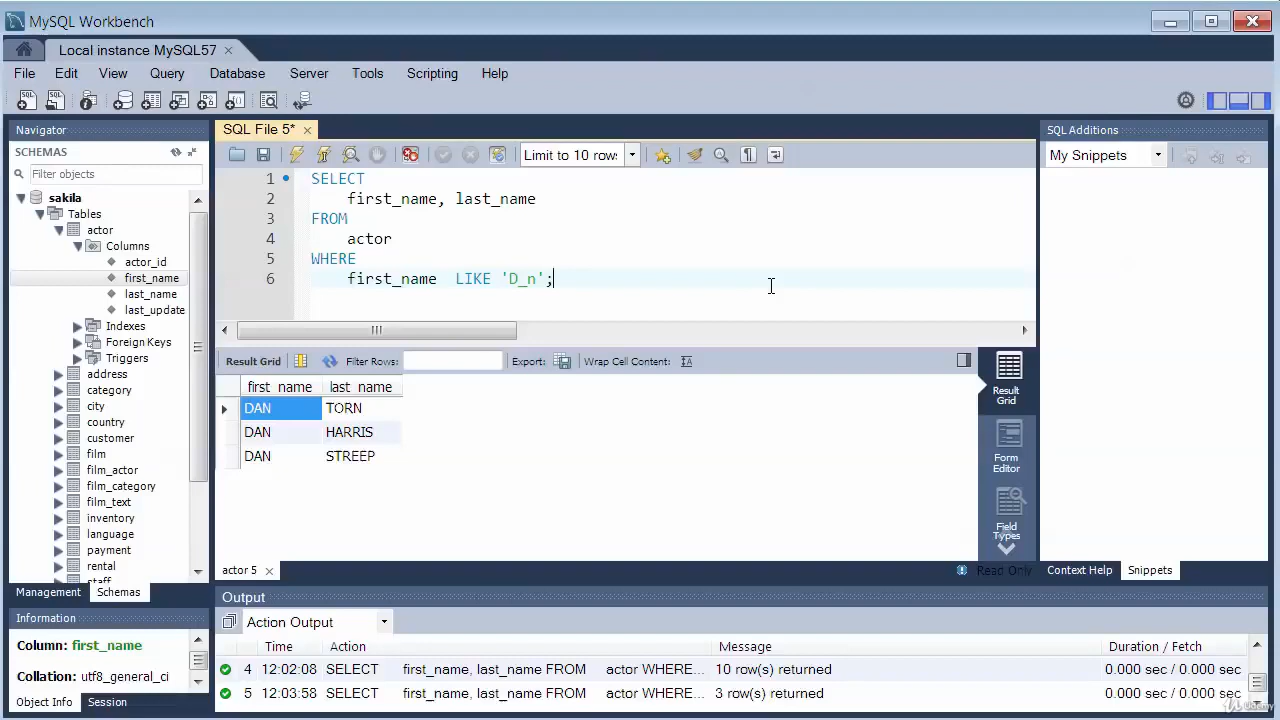 MySQL Workbench
Local instance MySQL57
File Edit View Query Database Server Tools Scripting Help
Navigator
SCHEMAS
Filter objects
sakila
Tables
actor
Columns
actor_id
first_name
last_name
last_update
Indexes
Foreign Keys
Triggers
address
category
city
country
customer
film
film_actor
film_category
film_text
inventory
language
payment
rental
staff
Management Schemas
Information
Column: first_name
Collation: utf8_general_ci
Object Info Session
SQL File 5*
Limit to 10 rows
1 SELECT
2 first_name, last_name
3 FROM
4 actor
5 WHERE
6 first_name LIKE 'D_n';
Result Grid Filter Rows: Export: Wrap Cell Content:
first_name last_name
DAN TORN
DAN HARRIS
DAN STREEP
Result
Grid
Form
Editor
Field
Types
actor 5
Read Only
SQL Additions
My Snippets
Context Help Snippets
Output
Action Output
Time Action Message Duration / Fetch
4 12:02:08 SELECT first_name, last_name FROM actor WHERE... 10 row(s) returned 0.000 sec / 0.000 sec
5 12:03:58 SELECT first_name, last_name FROM actor WHERE... 3 row(s) returned 0.000 sec / 0.000 sec
Udemy